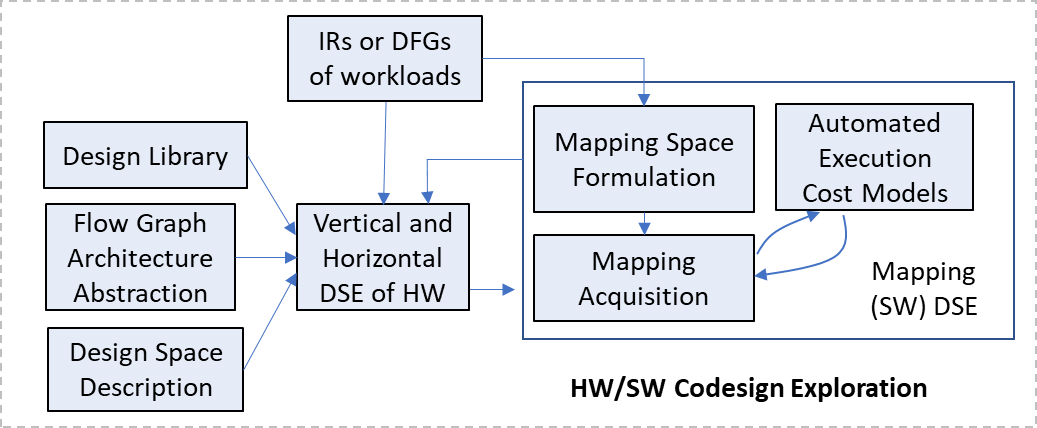 IRs or DFGs
of workloads
Design Library
Flow Graph
Architecture
Abstraction
Design Space
Description
Vertical and
Horizontal
DSE of HW
Mapping Space
Formulation
Automated
Execution
Cost Models
Mapping
Acquisition
Mapping
(SW) DSE
HW/SW Codesign Exploration